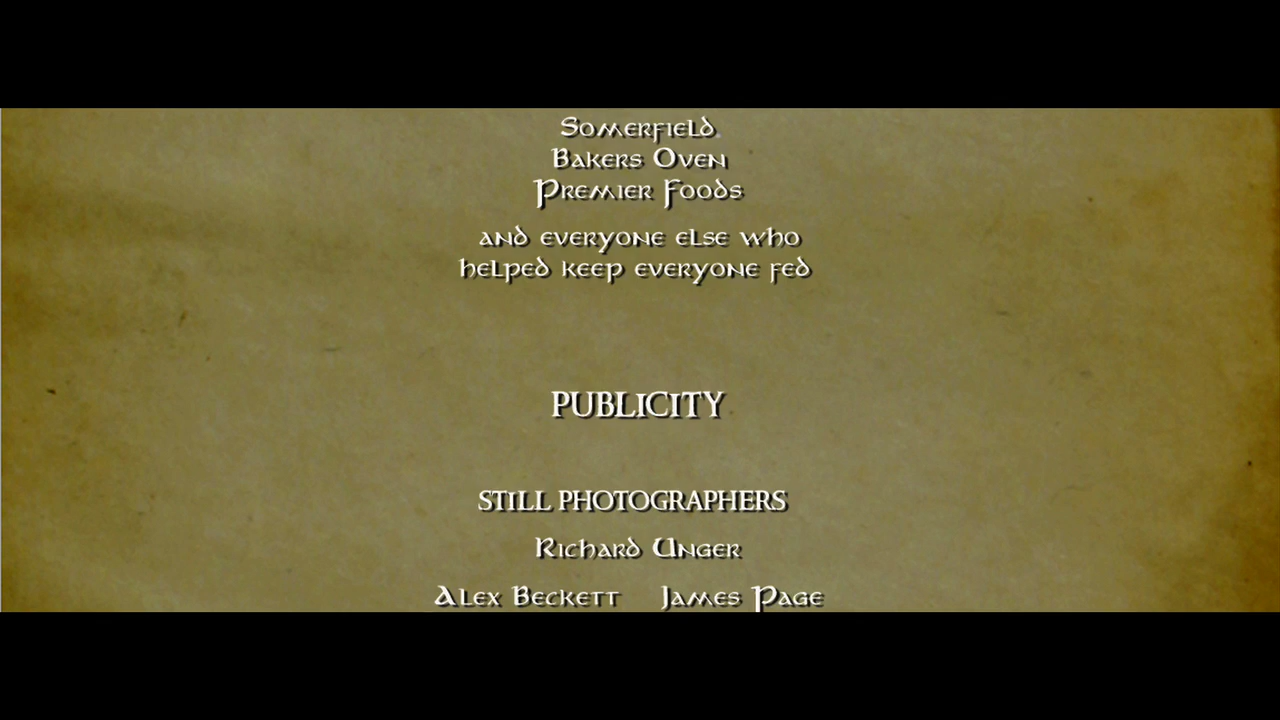 Somerfield
Bakers Oven
Premier Foods
and everyone else who
helped keep everyone fed
PUBLICITY
STILL PHOTOGRAPHERS
Richard Unger
Alex Beckett James Page